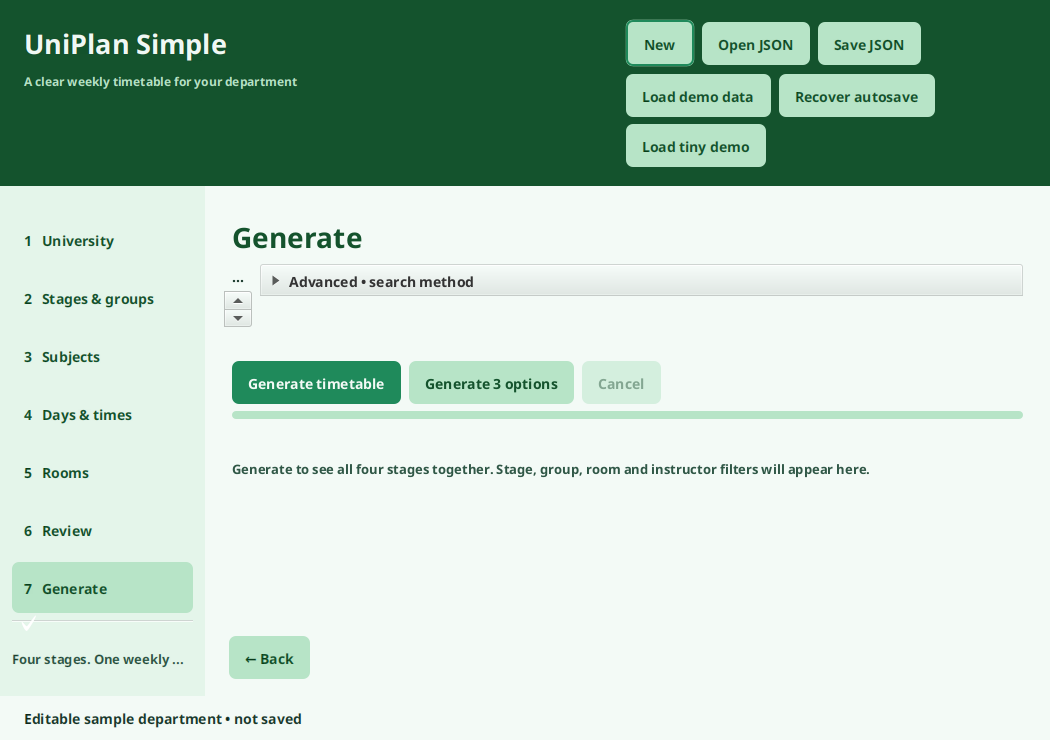 UniPlan Simple
A clear weekly timetable for your department
New
Open JSON
Save JSON
Load demo data
Recover autosave
Load tiny demo
1 University
2 Stages & groups
3 Subjects
4 Days & times
5 Rooms
6 Review
7 Generate
Four stages. One weekly ...
Generate
...
Advanced • search method
Generate timetable
Generate 3 options
Cancel
Generate to see all four stages together. Stage, group, room and instructor filters will appear here.
← Back
Editable sample department • not saved